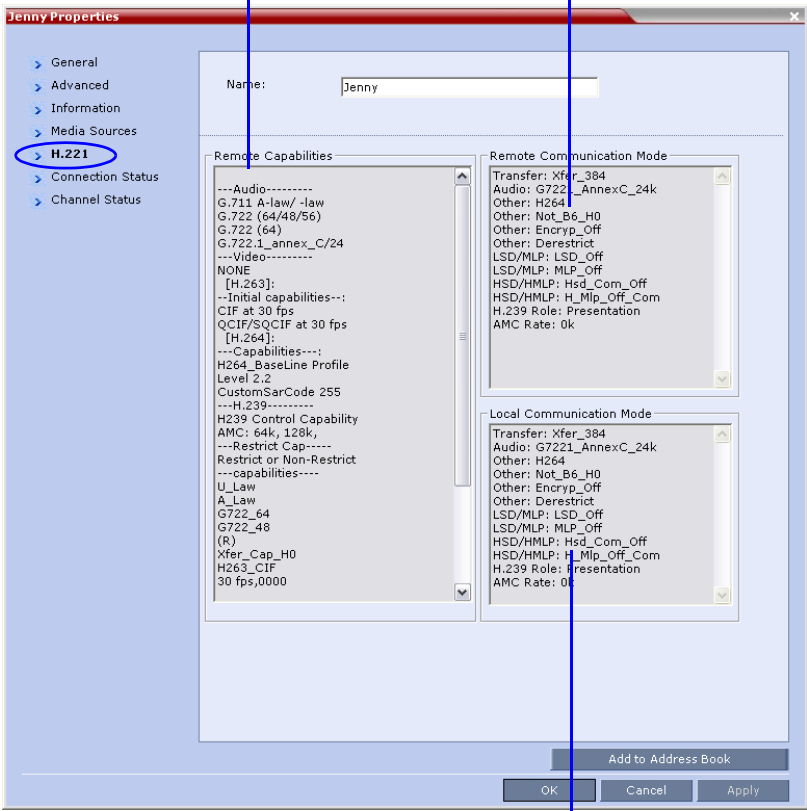 Jenny Properties
General
Advanced
Information
Media Sources
H.221
Connection Status
Channel Status
Name:
Jenny
Remote Capabilities
---Audio---------
G.711 A-law/ -law
G.722 (64/48/56)
G.722 (64)
G.722.1_annex_C/24
---Video---------
NONE
[H.263]:
--Initial capabilities--:
CIF at 30 fps
QCIF/SQCIF at 30 fps
[H.264]:
---Capabilities---:
H264_BaseLine Profile
Level 2.2
CustomSarCode 255
---H.239---------
H239 Control Capability
AMC: 64k, 128k,
---Restrict Cap-----
Restrict or Non-Restrict
---capabilities----
U_Law
A_Law
G722_64
G722_48
(R)
Xfer_Cap_H0
H263_CIF
30 fps,0000
Remote Communication Mode
Transfer: Xfer_384
Audio: G7221_AnnexC_24k
Other: H264
Other: Not_B6_H0
Other: Encryp_Off
Other: Derestrict
LSD/MLP: LSD_Off
LSD/MLP: MLP_Off
HSD/HMLP: Hsd_Com_Off
HSD/HMLP: H_Mlp_Off_Com
H.239 Role: Presentation
AMC Rate: 0k
Local Communication Mode
Transfer: Xfer_384
Audio: G7221_AnnexC_24k
Other: H264
Other: Not_B6_H0
Other: Encryp_Off
Other: Derestrict
LSD/MLP: LSD_Off
LSD/MLP: MLP_Off
HSD/HMLP: Hsd_Com_Off
HSD/HMLP: H_Mlp_Off_Com
H.239 Role: Presentation
AMC Rate: 0k
Add to Address Book
OK
Cancel
Apply